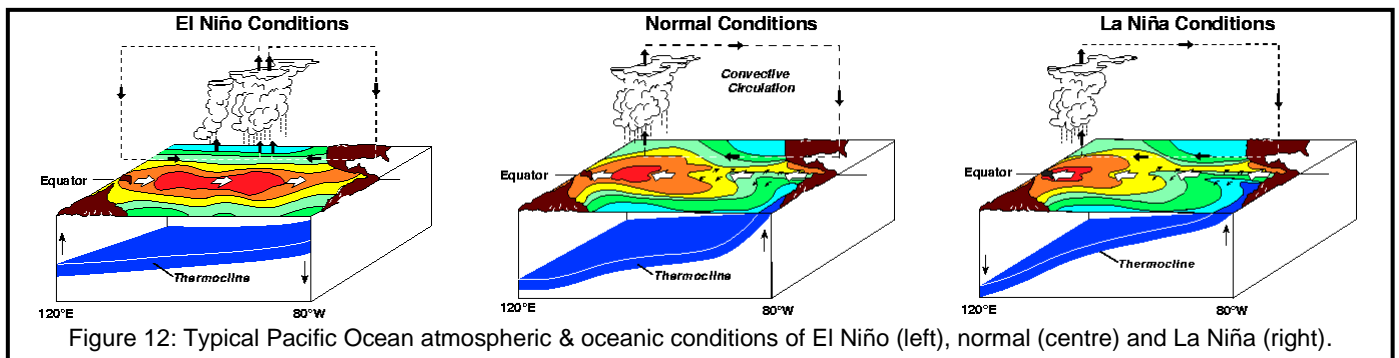 El Niño Conditions
Equator
Thermocline
120°E
80°W
Normal Conditions
Convective
Circulation
Equator
Thermocline
120°E
80°W
La Niña Conditions
Equator
Thermocline
120°E
80°W
Figure 12: Typical Pacific Ocean atmospheric & oceanic conditions of El Niño (left), normal (centre) and La Niña (right).